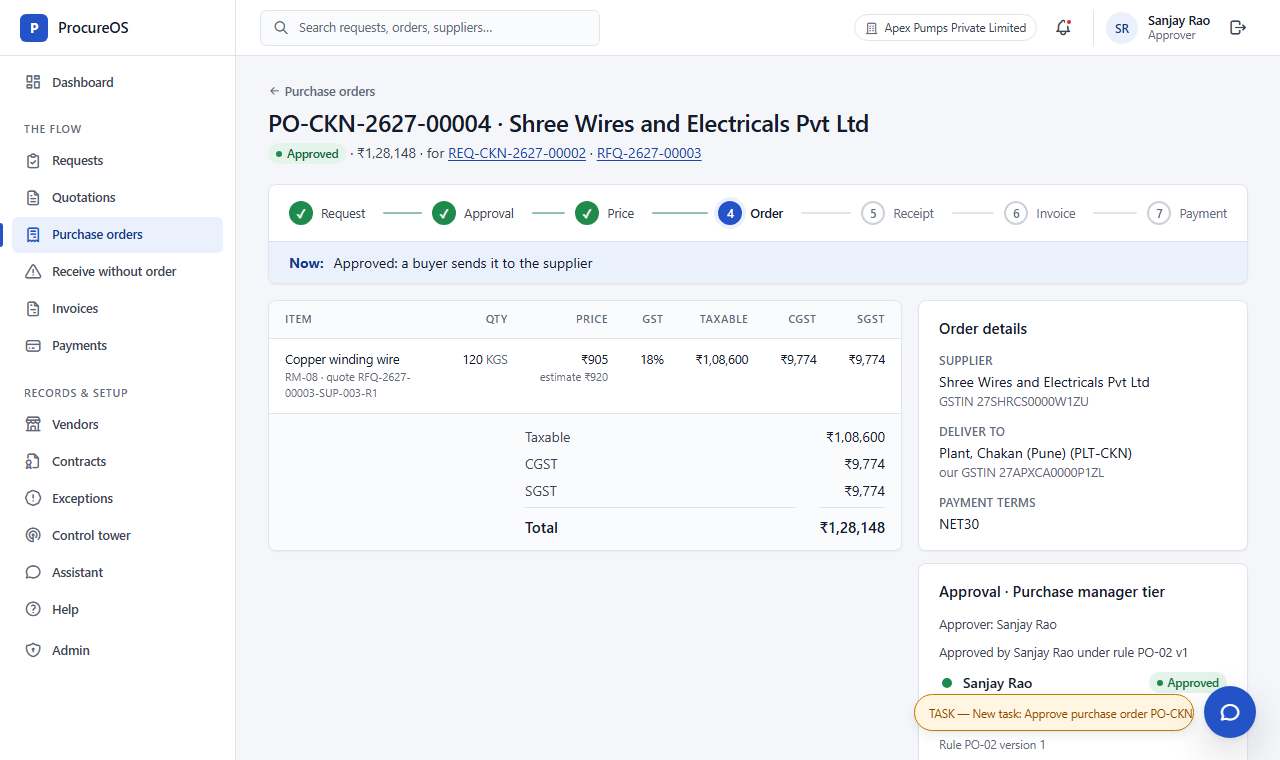 P ProcureOS
Search requests, orders, suppliers...
Apex Pumps Private Limited
SR
Sanjay Rao
Approver
Dashboard
THE FLOW
Requests
Quotations
Purchase orders
Receive without order
Invoices
Payments
RECORDS & SETUP
Vendors
Contracts
Exceptions
Control tower
Assistant
Help
Admin
← Purchase orders
PO-CKN-2627-00004 · Shree Wires and Electricals Pvt Ltd
Approved · ₹1,28,148 · for REQ-CKN-2627-00002 · RFQ-2627-00003
Request Approval Price 4 Order 5 Receipt 6 Invoice 7 Payment
Now: Approved: a buyer sends it to the supplier
ITEM QTY PRICE GST TAXABLE CGST SGST
Copper winding wire 120 KGS ₹905 18% ₹1,08,600 ₹9,774 ₹9,774
RM-08 · quote RFQ-2627- estimate ₹920
00003-SUP-003-R1
Taxable ₹1,08,600
CGST ₹9,774
SGST ₹9,774
Total ₹1,28,148
Order details
SUPPLIER
Shree Wires and Electricals Pvt Ltd
GSTIN 27SHRCS0000W1ZU
DELIVER TO
Plant, Chakan (Pune) (PLT-CKN)
our GSTIN 27APXCA0000P1ZL
PAYMENT TERMS
NET30
Approval · Purchase manager tier
Approver: Sanjay Rao
Approved by Sanjay Rao under rule PO-02 v1
Sanjay Rao Approved
TASK — New task: Approve purchase order PO-CKN
Rule PO-02 version 1